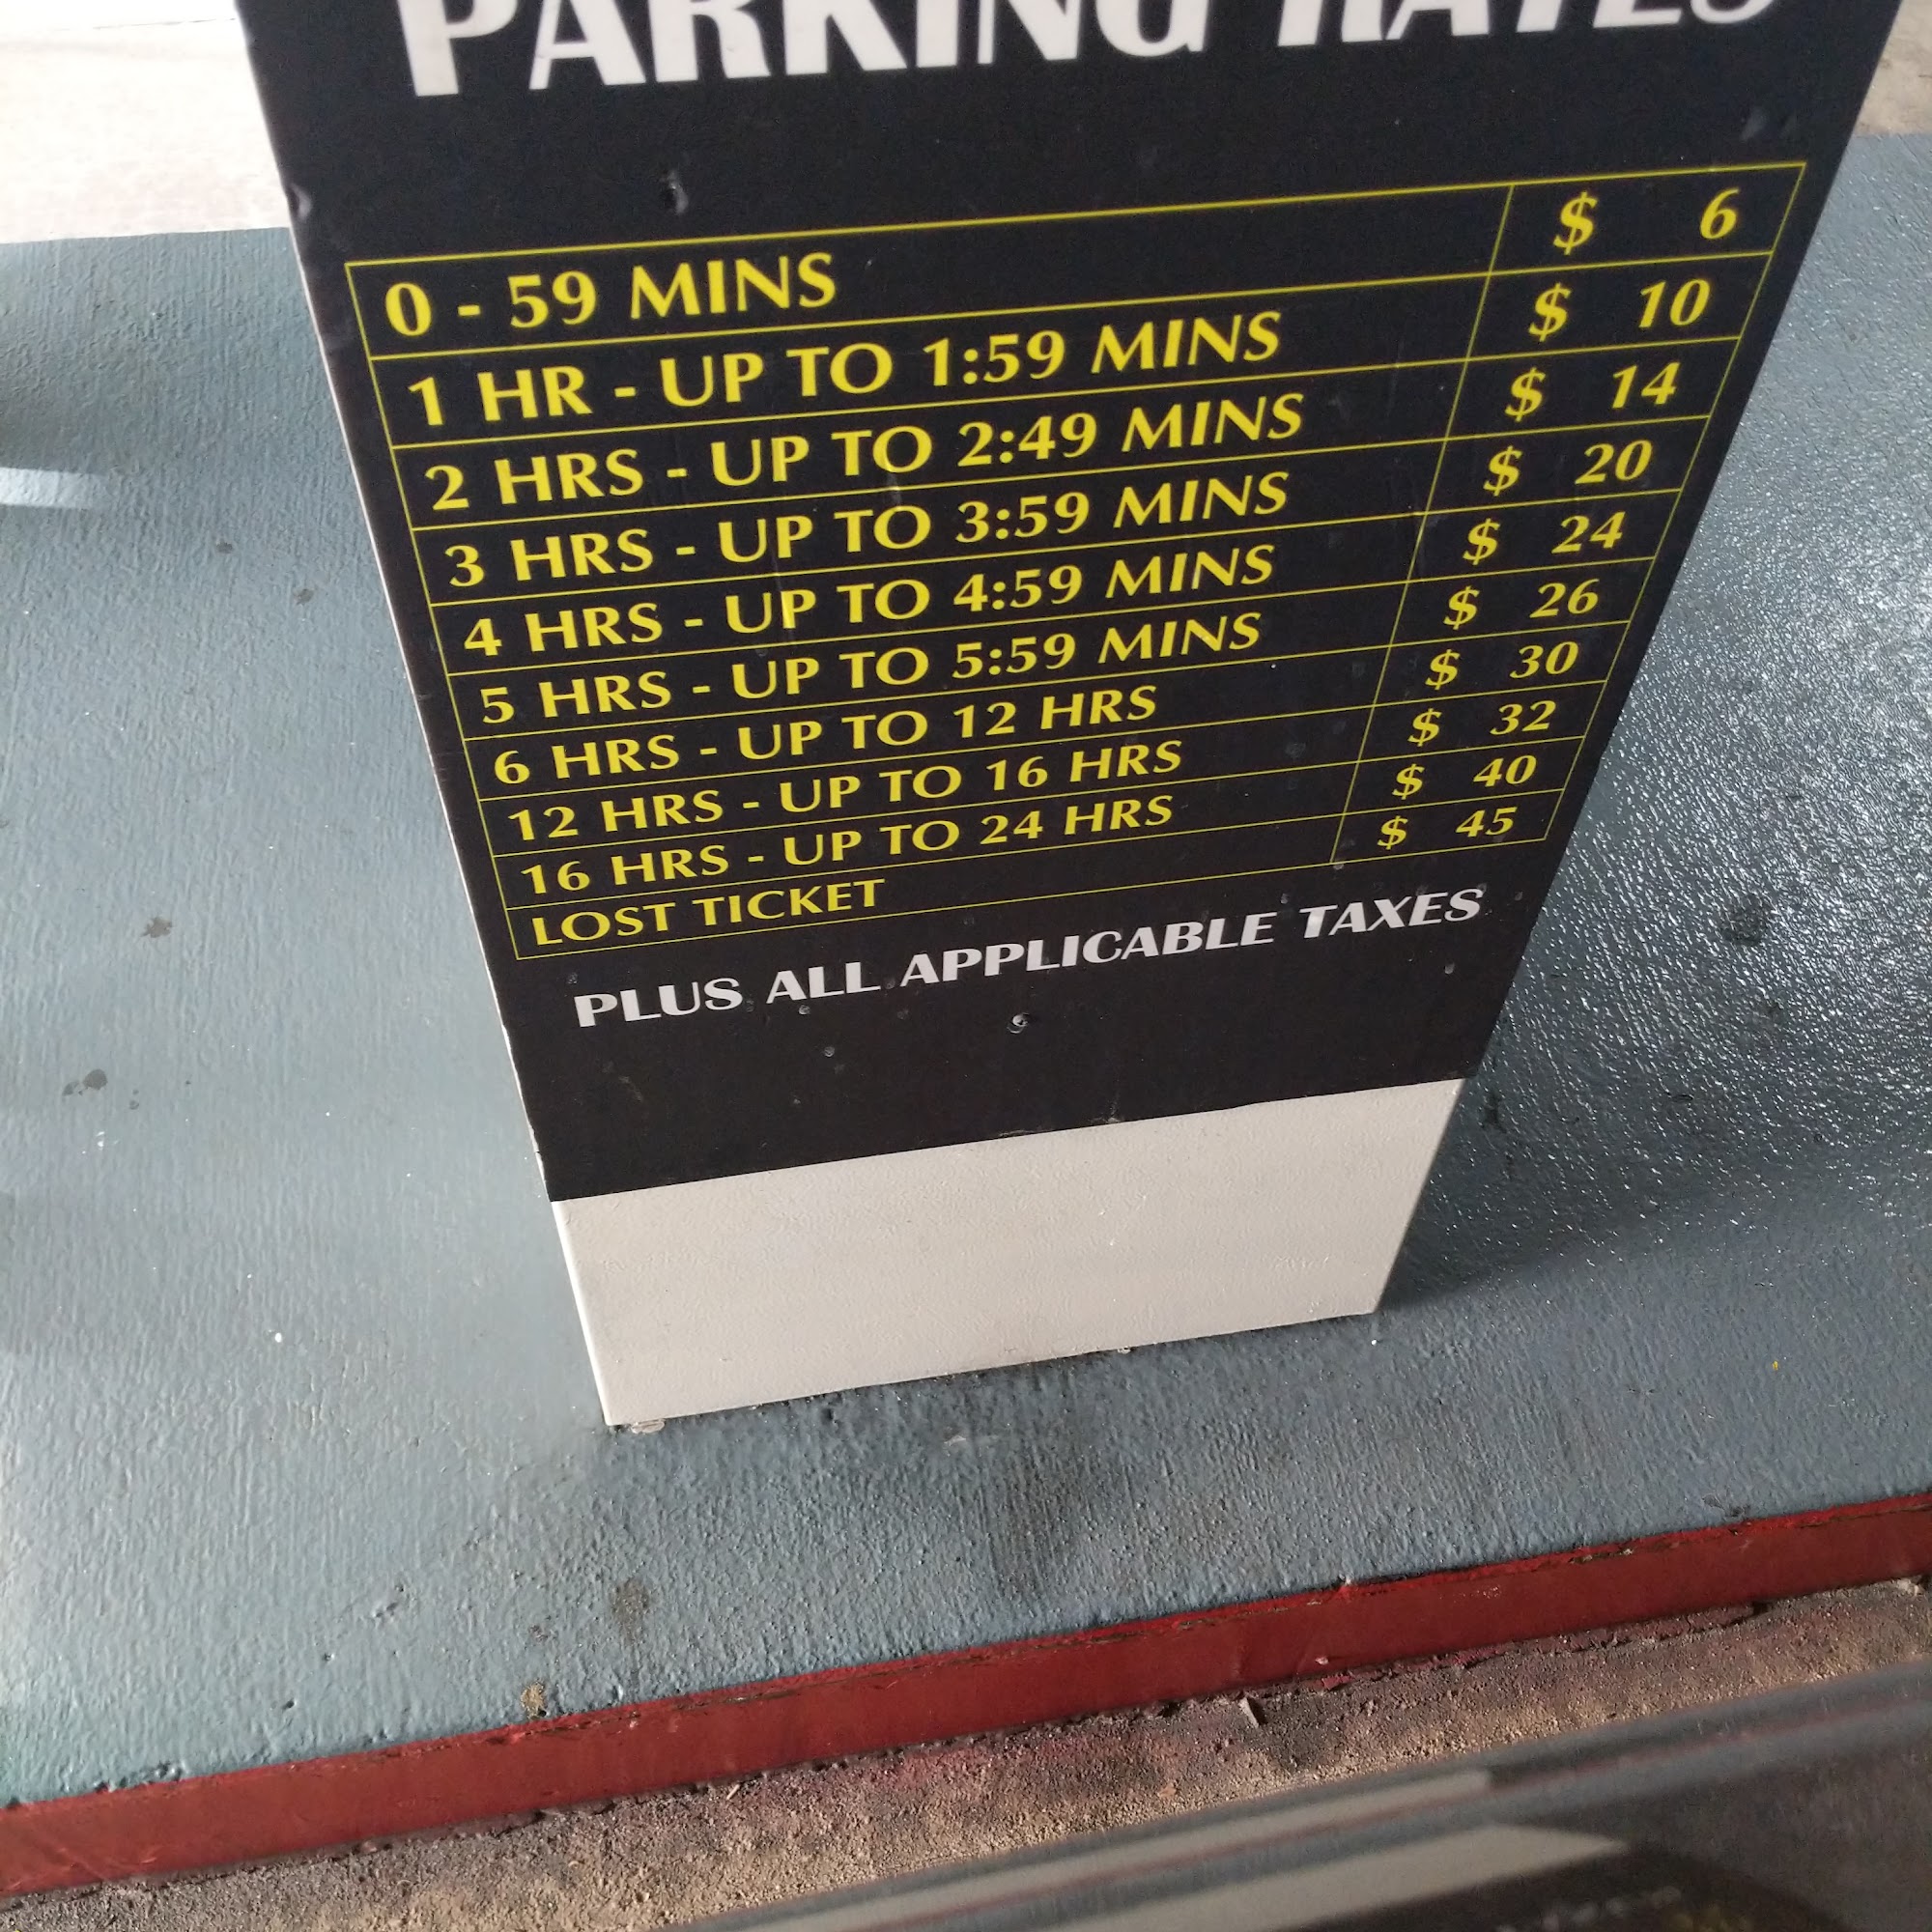 PARKING RATES
0 - 59 MINS $ 6
1 HR - UP TO 1:59 MINS $ 10
2 HRS - UP TO 2:49 MINS $ 14
3 HRS - UP TO 3:59 MINS $ 20
4 HRS - UP TO 4:59 MINS $ 24
5 HRS - UP TO 5:59 MINS $ 26
6 HRS - UP TO 12 HRS $ 30
12 HRS - UP TO 16 HRS $ 32
16 HRS - UP TO 24 HRS $ 40
LOST TICKET $ 45
PLUS ALL APPLICABLE TAXES